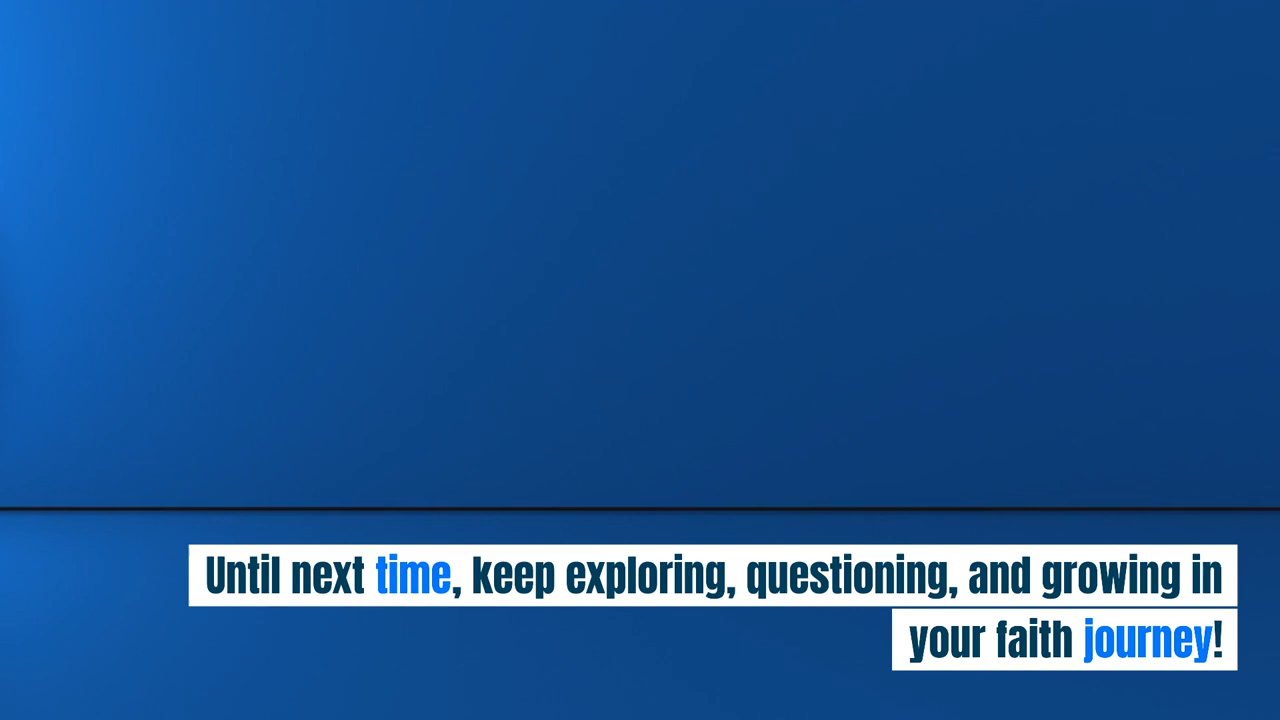 Until next time, keep exploring, questioning, and growing in
your faith journey!